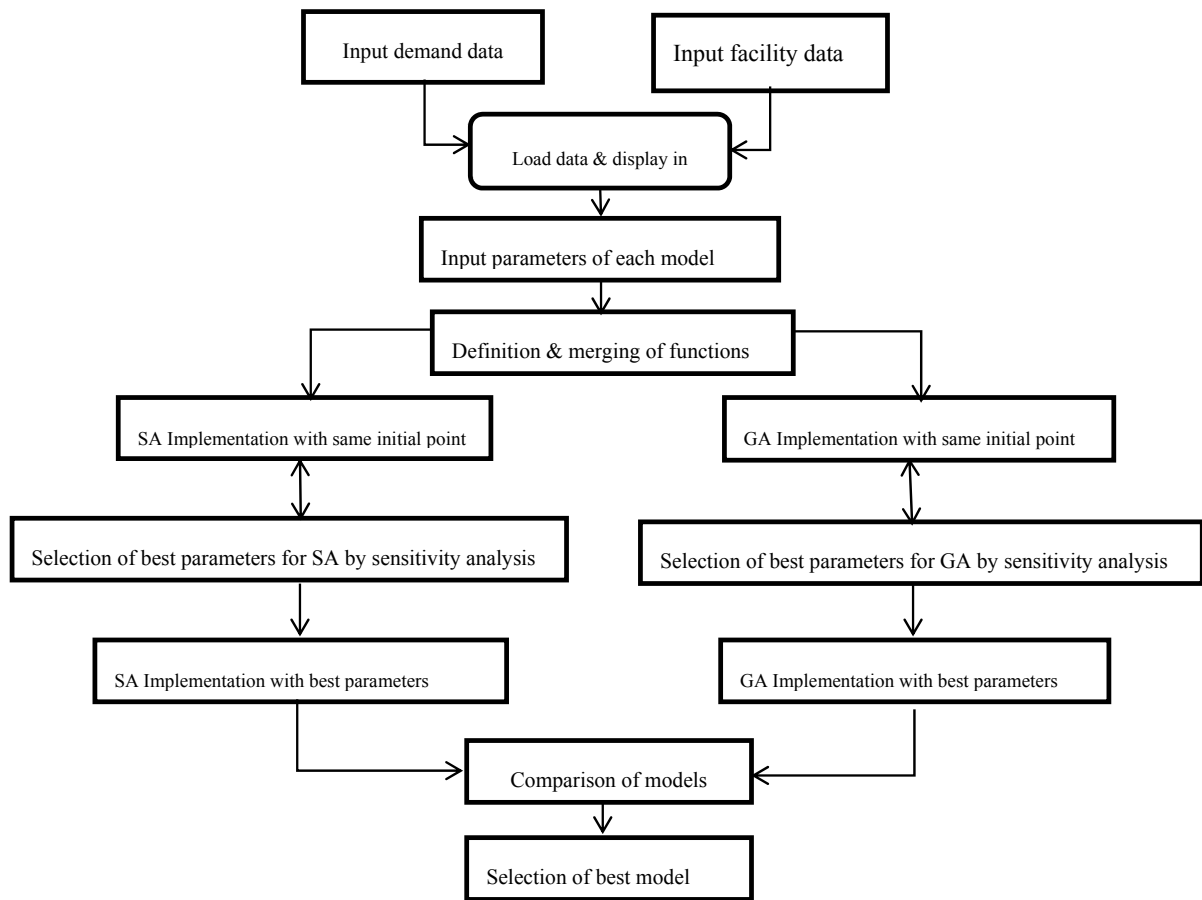 Input demand data
Input facility data
Load data & display in
Input parameters of each model
Definition & merging of functions
SA Implementation with same initial point
GA Implementation with same initial point
Selection of best parameters for SA by sensitivity analysis
Selection of best parameters for GA by sensitivity analysis
SA Implementation with best parameters
GA Implementation with best parameters
Comparison of models
Selection of best model